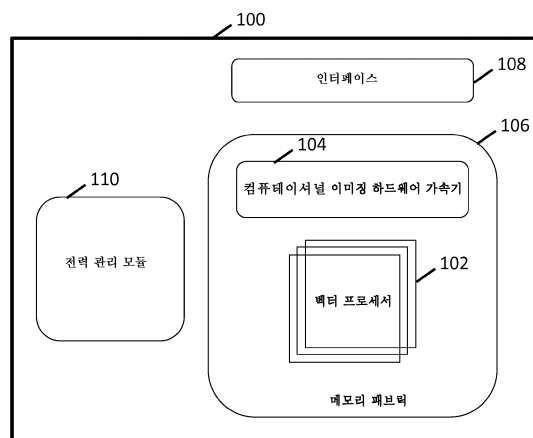 100
인터페이스
108
106
104
컴퓨테이셔널 이미징 하드웨어 가속기
110
전력 관리 모듈
102
벡터 프로세서
메모리 패브릭